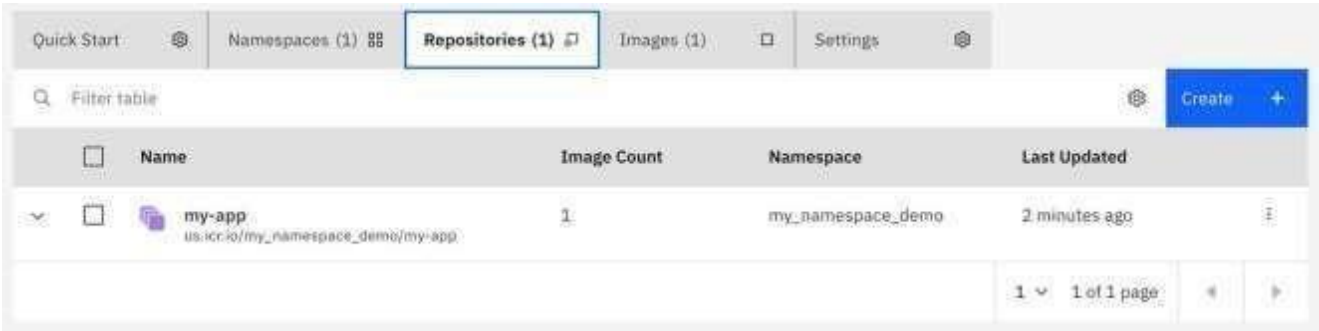 Quick Start Namespaces (1) Repositories (1) Images (1) Settings
Filter table Create +
Name Image Count Namespace Last Updated
my-app 1 my_namespace_demo 2 minutes ago
us.icr.io/my_namespace_demo/my-app
1 1 of 1 page